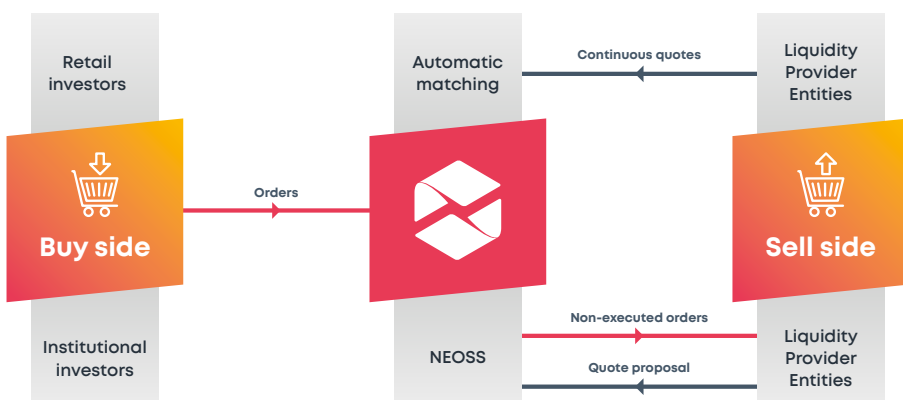 Retail
investors
Automatic
matching
Continuous quotes
Liquidity
Provider
Entities
Orders
Buy side
Sell side
Non-executed orders
Institutional
investors
NEOSS
Quote proposal
Liquidity
Provider
Entities